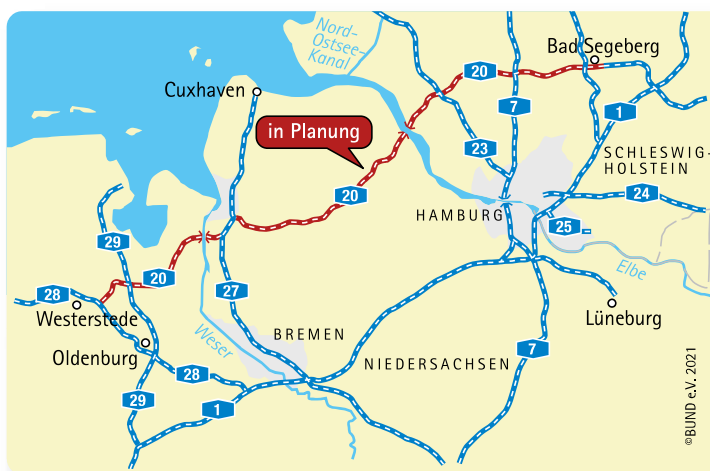 Nord-
Ostsee-
Kanal
Bad Segeberg
20
Cuxhaven
7
1
in Planung
23
SCHLESWIG-
HOLSTEIN
20
24
HAMBURG
25
29
Elbe
20
28
27
Westerstede
Lüneburg
Weser
BREMEN
Oldenburg
7
NIEDERSACHSEN
28
29
1
©BUND e.V. 2021